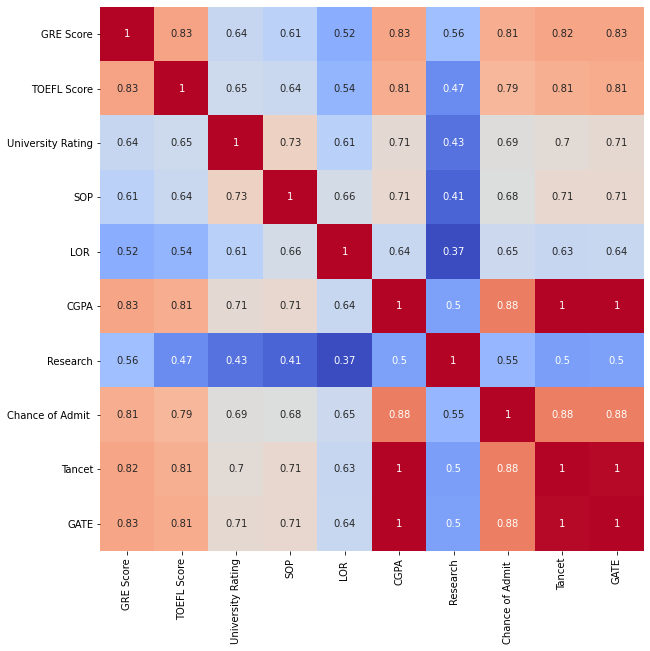 GRE Score 1 0.83 0.64 0.61 0.52 0.83 0.56 0.81 0.82 0.83
TOEFL Score 0.83 1 0.65 0.64 0.54 0.81 0.47 0.79 0.81 0.81
University Rating 0.64 0.65 1 0.73 0.61 0.71 0.43 0.69 0.7 0.71
SOP 0.61 0.64 0.73 1 0.66 0.71 0.41 0.68 0.71 0.71
LOR 0.52 0.54 0.61 0.66 1 0.64 0.37 0.65 0.63 0.64
CGPA 0.83 0.81 0.71 0.71 0.64 1 0.5 0.88 1 1
Research 0.56 0.47 0.43 0.41 0.37 0.5 1 0.55 0.5 0.5
Chance of Admit 0.81 0.79 0.69 0.68 0.65 0.88 0.55 1 0.88 0.88
Tancet 0.82 0.81 0.7 0.71 0.63 1 0.5 0.88 1 1
GATE 0.83 0.81 0.71 0.71 0.64 1 0.5 0.88 1 1
GRE Score
TOEFL Score
University Rating
SOP
LOR
CGPA
Research
Chance of Admit
Tancet
GATE